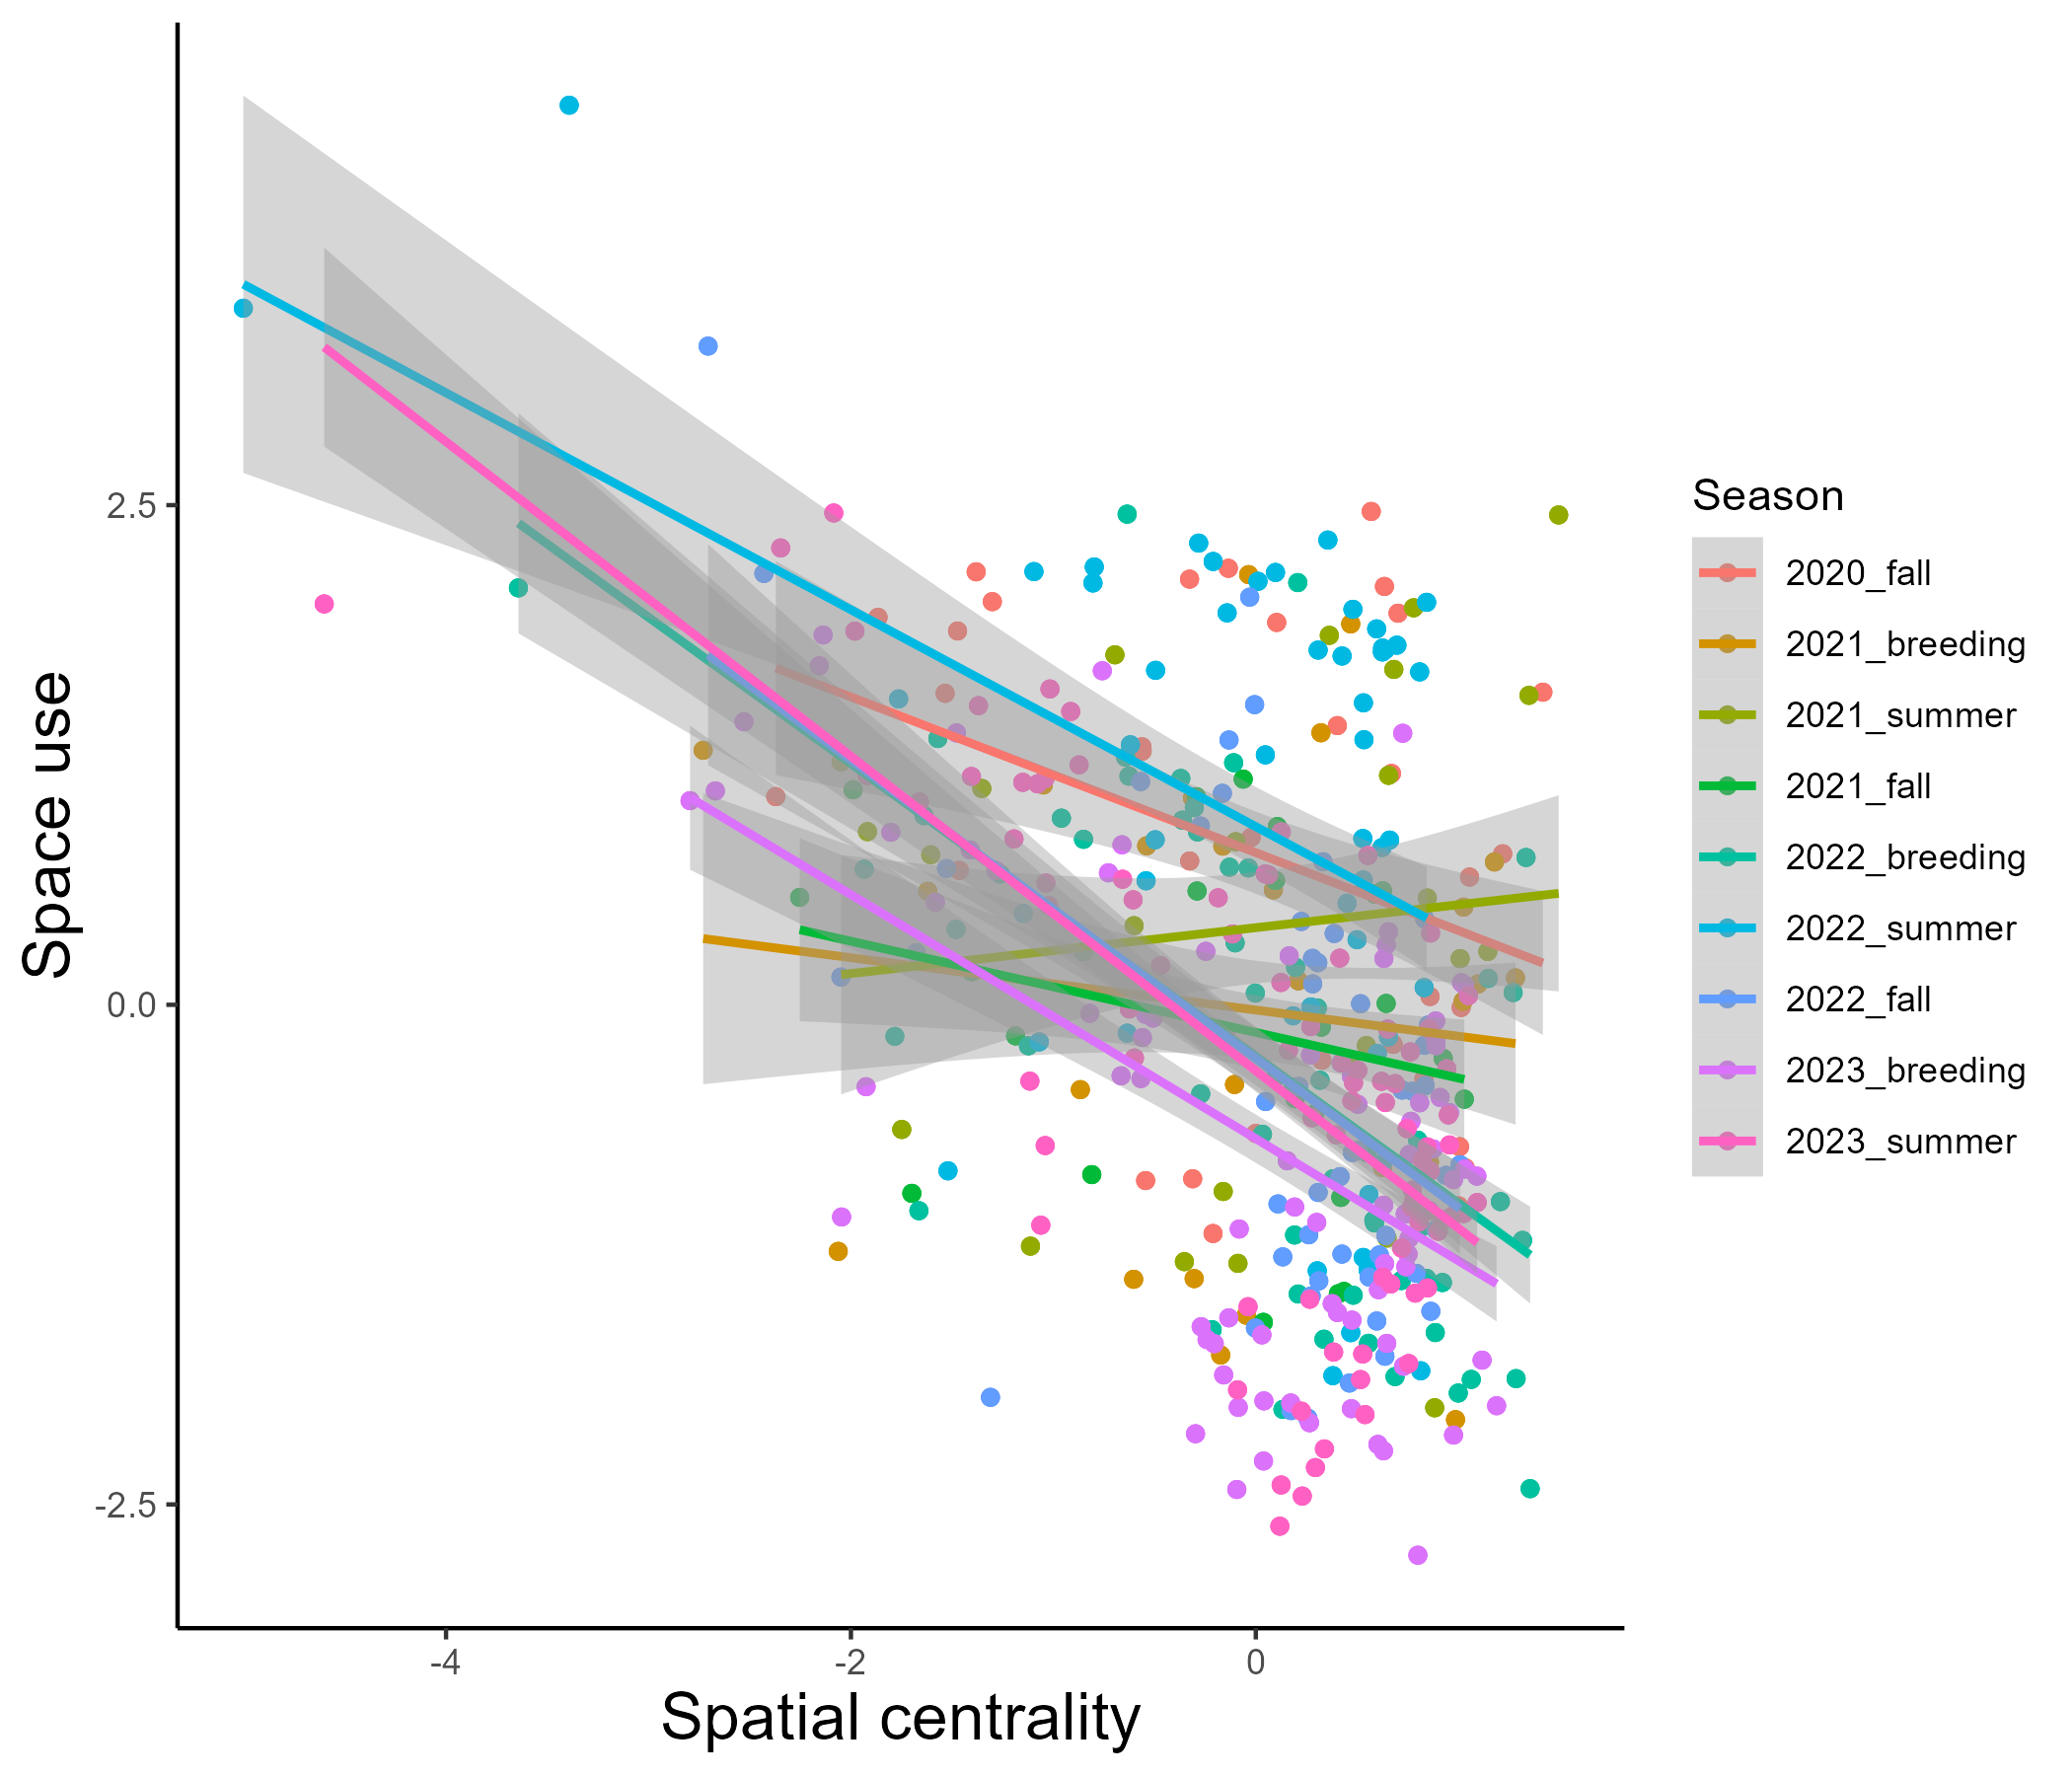 Space use
2.5
0.0
-2.5
-4
-2
0
Spatial centrality
Season
2020_fall
2021_breeding
2021_summer
2021_fall
2022_breeding
2022_summer
2022_fall
2023_breeding
2023_summer